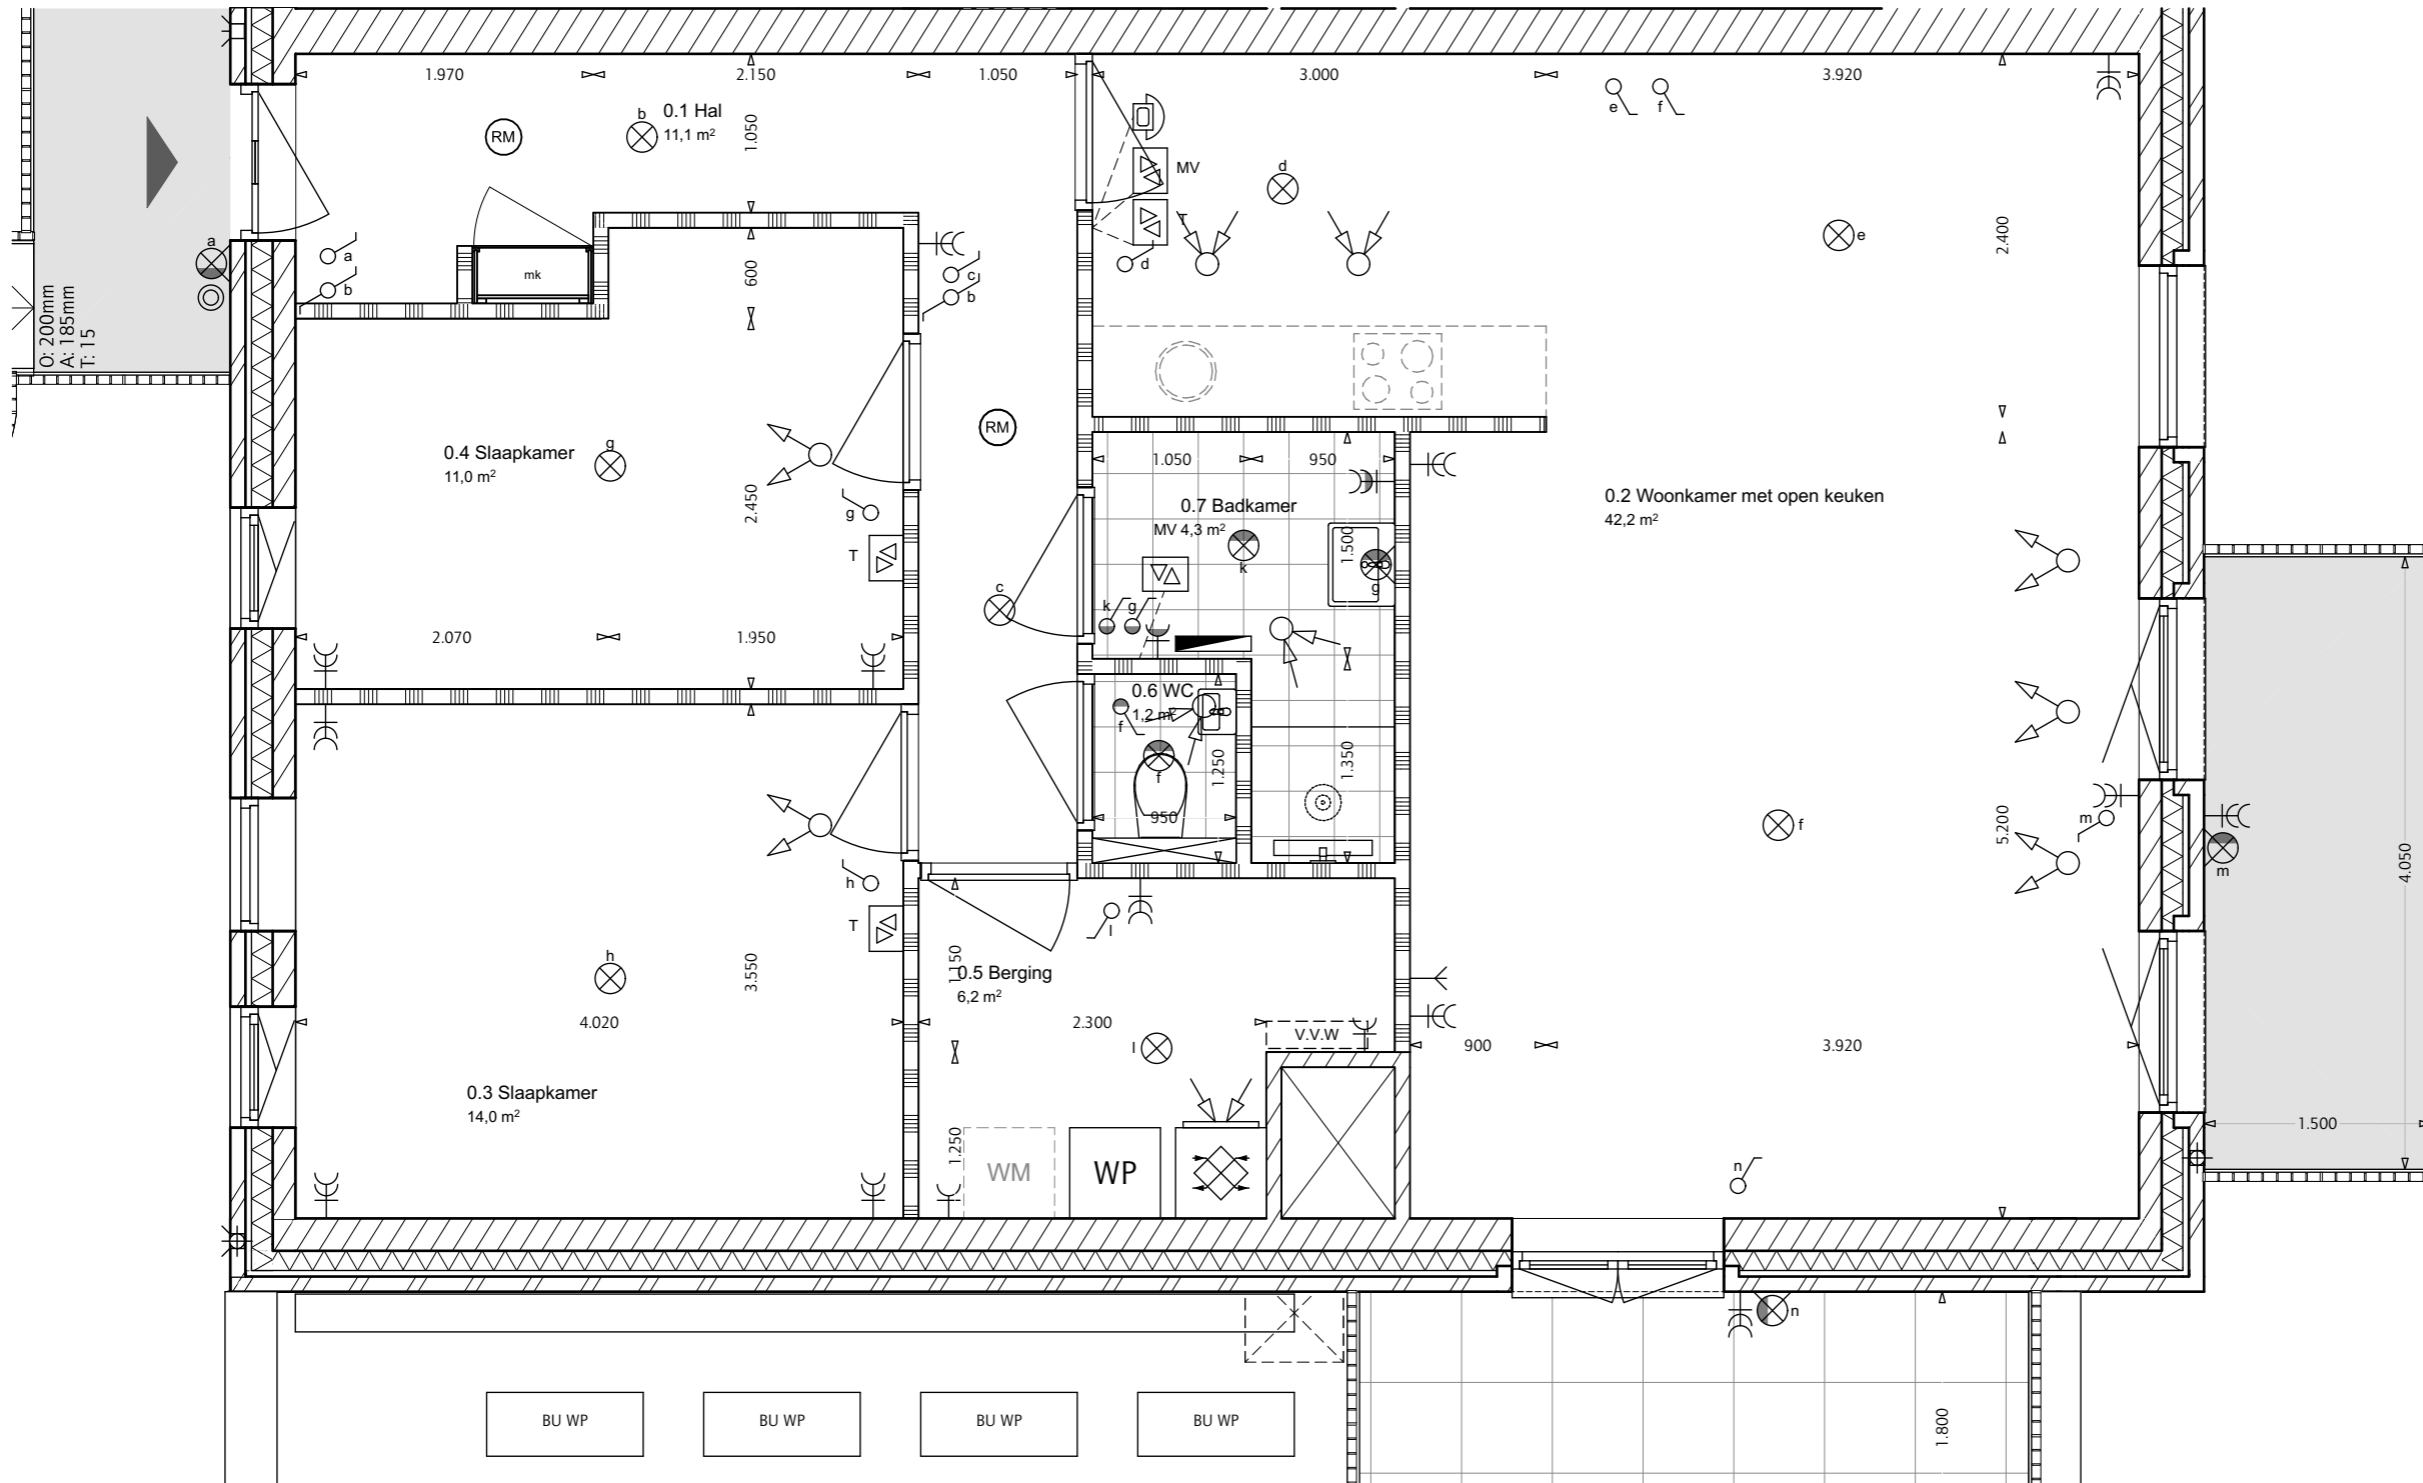 1.970
2.150
1.050
3.000
3.920
b
0.1 Hal
11,1 m²
RM
1.050
MV
d
e
f
a
a
b
mk
600
c
b
T
d
e
2.400
O: 200mm
A: 185mm
T: 15
RM
0.4 Slaapkamer
11,0 m²
g
2.450
g
T
1.050
950
0.7 Badkamer
MV 4,3 m²
k
1.500
g
0.2 Woonkamer met open keuken
42,2 m²
c
k
g
2.070
1.950
0.6 WC
1,2 m²
f
f
1.250
950
1.350
f
m
5.200
m
4.050
h
T
h
3.550
4.020
l
1.150
0.5 Berging
6,2 m²
2.300
V.V.W
l
900
3.920
0.3 Slaapkamer
14,0 m²
1.250
WM
WP
1.500
n
n
BU WP
BU WP
BU WP
BU WP
1.800